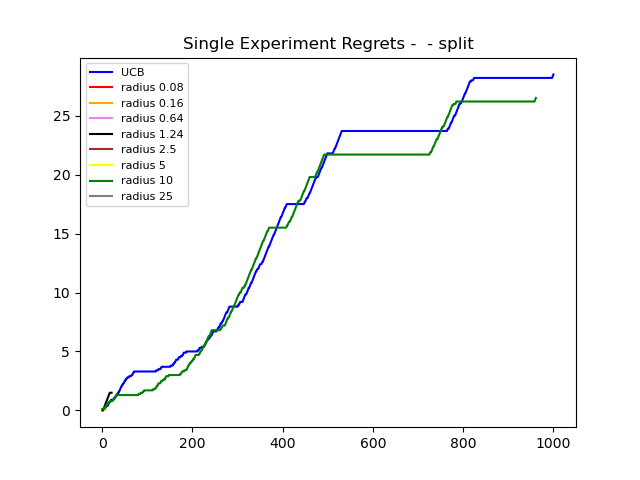 Single Experiment Regrets -  - split
UCB
radius 0.08
radius 0.16
radius 0.64
radius 1.24
radius 2.5
radius 5
radius 10
radius 25
25
20
15
10
5
0
0 200 400 600 800 1000